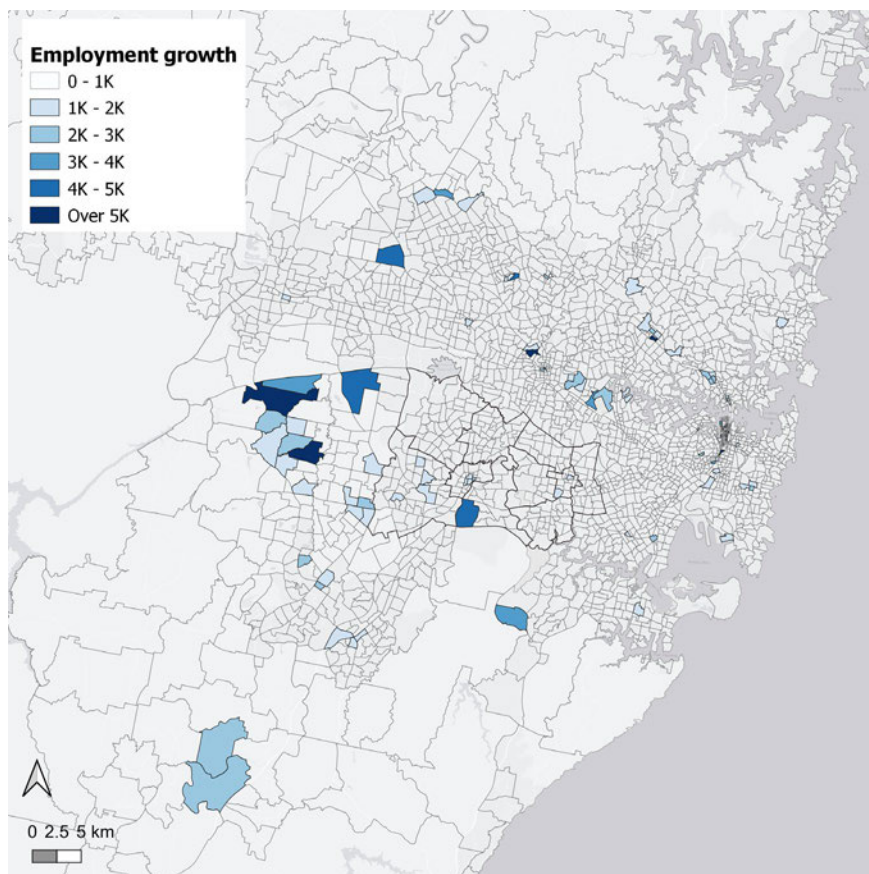 Employment growth
0 - 1K
1K - 2K
2K - 3K
3K - 4K
4K - 5K
Over 5K
0 2.5 5 km